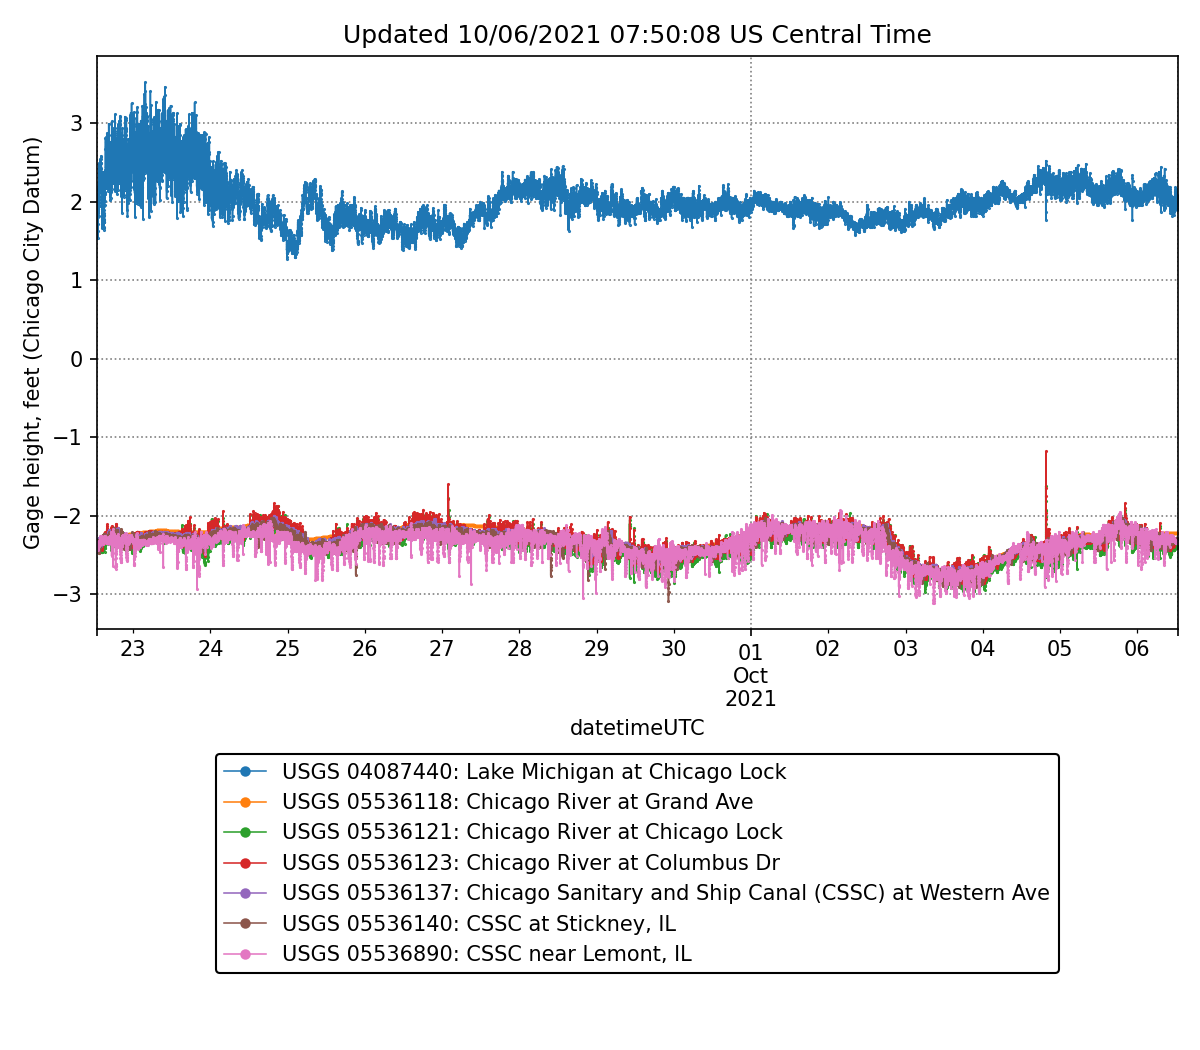 Updated 10/06/2021 07:50:08 US Central Time
Gage height, feet (Chicago City Datum)
3
2
1
0
−1
−2
−3
23 24 25 26 27 28 29 30 01 02 03 04 05 06
Oct
2021
datetimeUTC
USGS 04087440: Lake Michigan at Chicago Lock
USGS 05536118: Chicago River at Grand Ave
USGS 05536121: Chicago River at Chicago Lock
USGS 05536123: Chicago River at Columbus Dr
USGS 05536137: Chicago Sanitary and Ship Canal (CSSC) at Western Ave
USGS 05536140: CSSC at Stickney, IL
USGS 05536890: CSSC near Lemont, IL